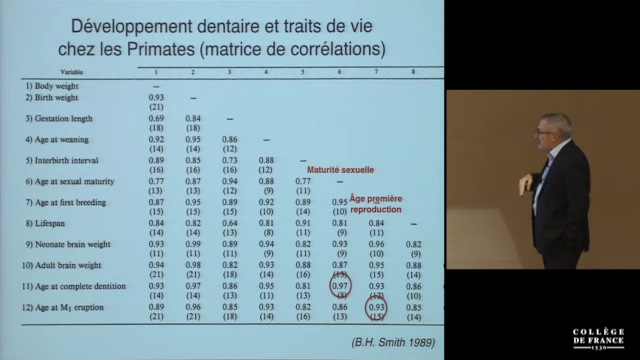 Développement dentaire et traits de vie
chez les Primates (matrice de corrélations)
Variable 1 2 3 4 5 6 7 8
1) Body weight —
2) Birth weight 0.93 —
(21)
3) Gestation length 0.69 0.84 —
(18) (18)
4) Age at weaning 0.92 0.95 0.86 —
(14) (14) (12)
5) Interbirth interval 0.89 0.85 0.73 0.88 —
(16) (16) (16) (12)
Maturité sexuelle
6) Age at sexual maturity 0.77 0.87 0.94 0.88 0.77 —
(13) (13) (12) (9) (11)
Âge première
reproduction
7) Age at first breeding 0.87 0.95 0.89 0.92 0.89 0.95 —
(15) (15) (15) (10) (14) (10)
8) Lifespan 0.84 0.82 0.64 0.81 0.91 0.81 0.84 —
(14) (14) (13) (8) (11) (9) (11)
9) Neonate brain weight 0.93 0.99 0.89 0.94 0.82 0.93 0.96 0.82
(11) (11) (11) (9) (11) (9) (9) (10)
10) Adult brain weight 0.94 0.98 0.82 0.93 0.88 0.87 0.95 0.88
(21) (21) (18) (14) (16) (13) (15) (14)
11) Age at complete dentition 0.93 0.97 0.86 0.95 0.81 0.97 0.93 0.86
(14) (14) (13) (11) (13) (8) (12) (10)
12) Age at M1 eruption 0.89 0.96 0.85 0.93 0.82 0.86 0.93 0.85
(21) (21) (18) (14) (16) (13) (15) (14)
(B.H. Smith 1989)
COLLÈGE
DE FRANCE
1530